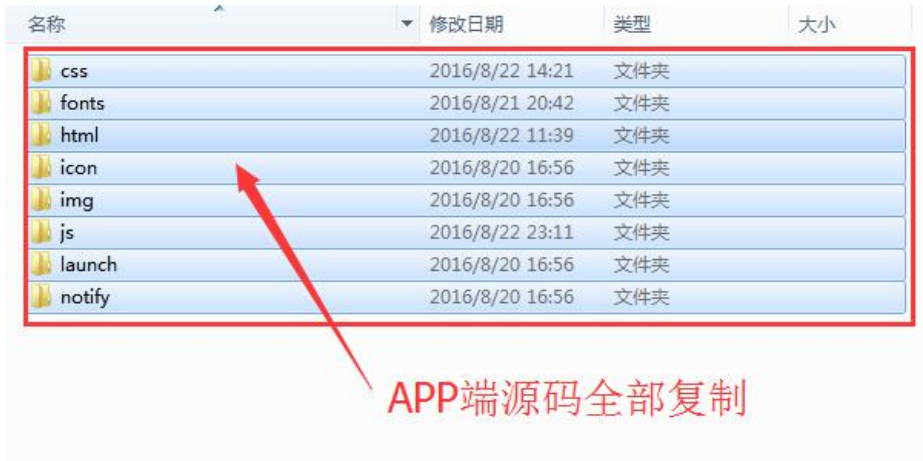 名称 修改日期 类型 大小
css 2016/8/22 14:21 文件夹
fonts 2016/8/21 20:42 文件夹
html 2016/8/22 11:39 文件夹
icon 2016/8/20 16:56 文件夹
img 2016/8/20 16:56 文件夹
js 2016/8/22 23:11 文件夹
launch 2016/8/20 16:56 文件夹
notify 2016/8/20 16:56 文件夹
APP端源码全部复制